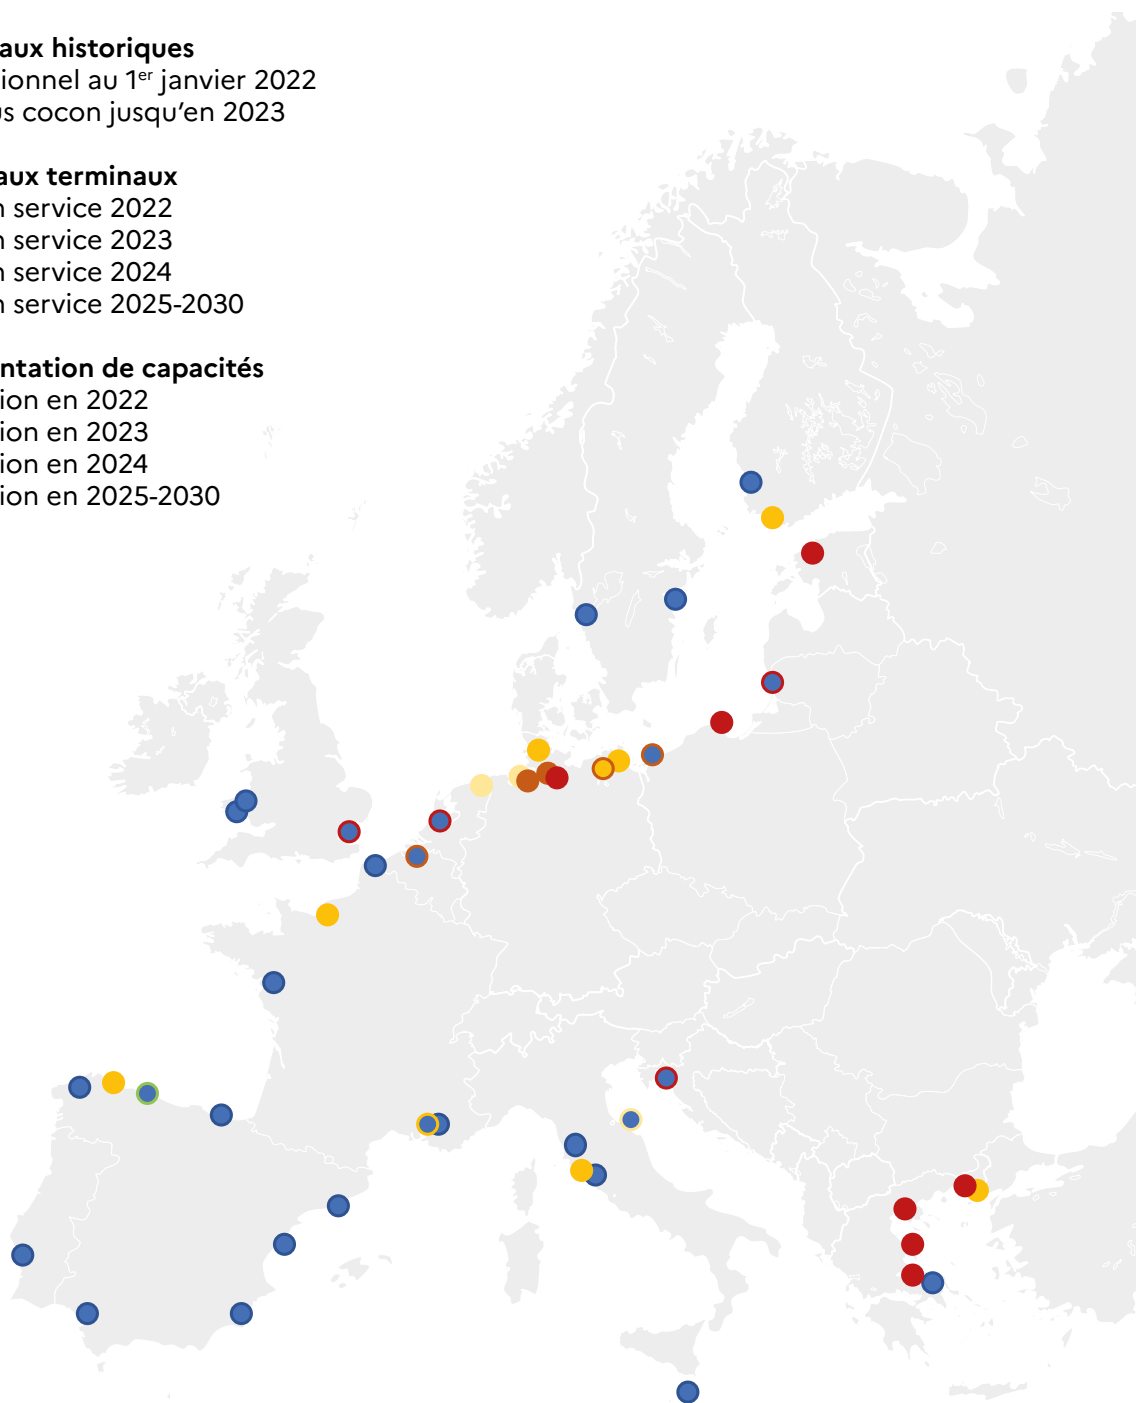 aux historiques
ionnel au 1er janvier 2022
us cocon jusqu'en 2023
aux terminaux
n service 2022
n service 2023
n service 2024
n service 2025-2030
ntation de capacités
ion en 2022
ion en 2023
ion en 2024
ion en 2025-2030